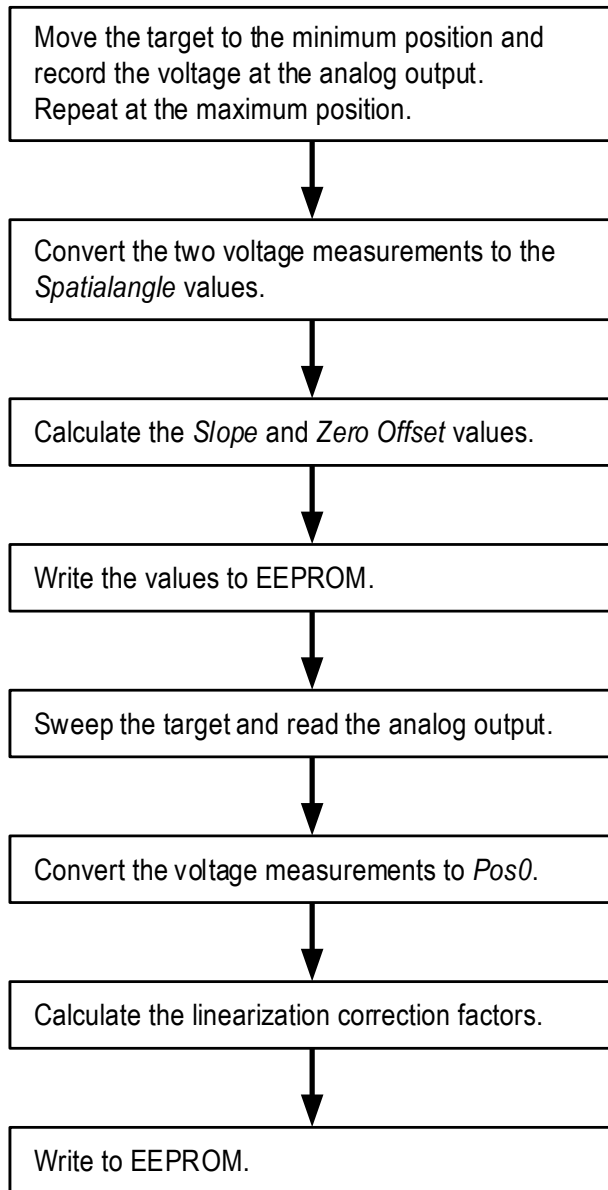 Move the target to the minimum position and
record the voltage at the analog output.
Repeat at the maximum position.
Convert the two voltage measurements to the
Spatialangle values.
Calculate the Slope and Zero Offset values.
Write the values to EEPROM.
Sweep the target and read the analog output.
Convert the voltage measurements to Pos0.
Calculate the linearization correction factors.
Write to EEPROM.